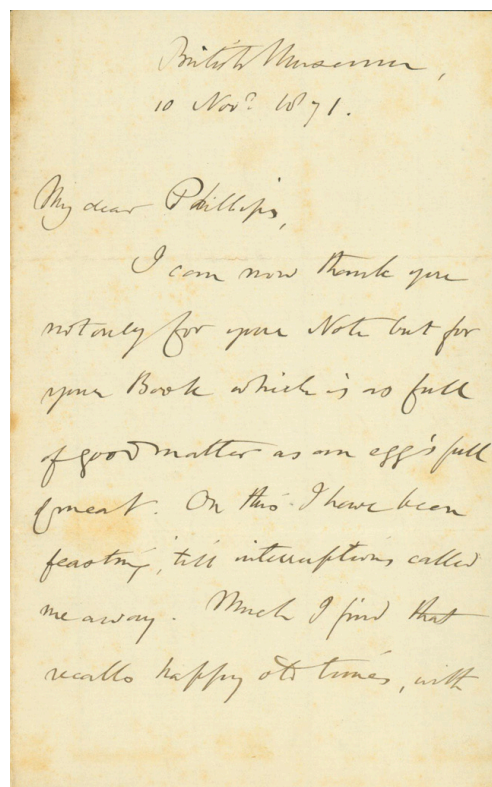 British Museum,
10 Nov.r 1871.
My dear Phillips,
I can now thank you
not only for your Note but for
your Book which is as full
of good matter as an egg's full
of meat. On this I have been
feasting, 'till interruptions called
me away. Much I find that
recalls happy old times, with